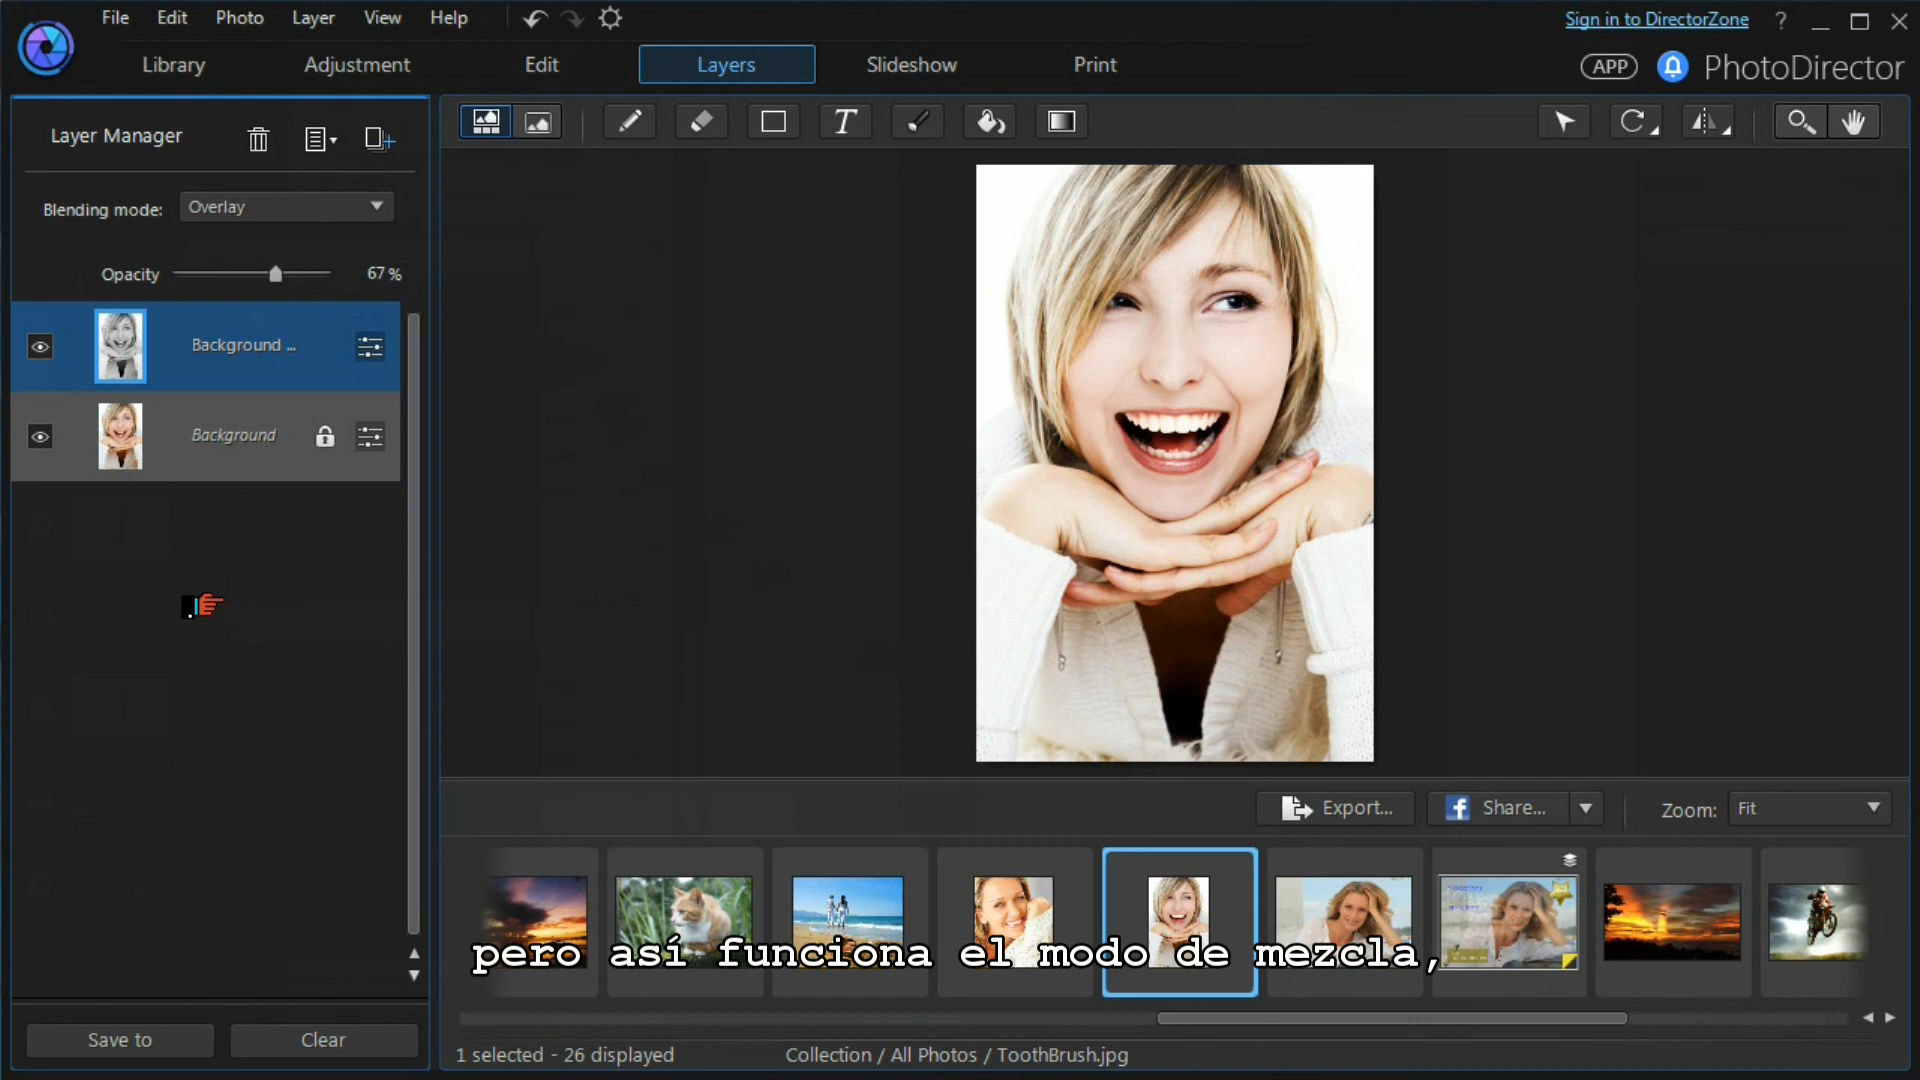 File Edit Photo Layer View Help
Sign in to DirectorZone ?
Library Adjustment Edit Layers Slideshow Print
APP PhotoDirector
Layer Manager
T
Blending mode: Overlay
Opacity 67 %
Background ...
Background
Export... f Share... Zoom: Fit
pero así funciona el modo de mezcla,
Save to Clear
1 selected - 26 displayed Collection / All Photos / ToothBrush.jpg